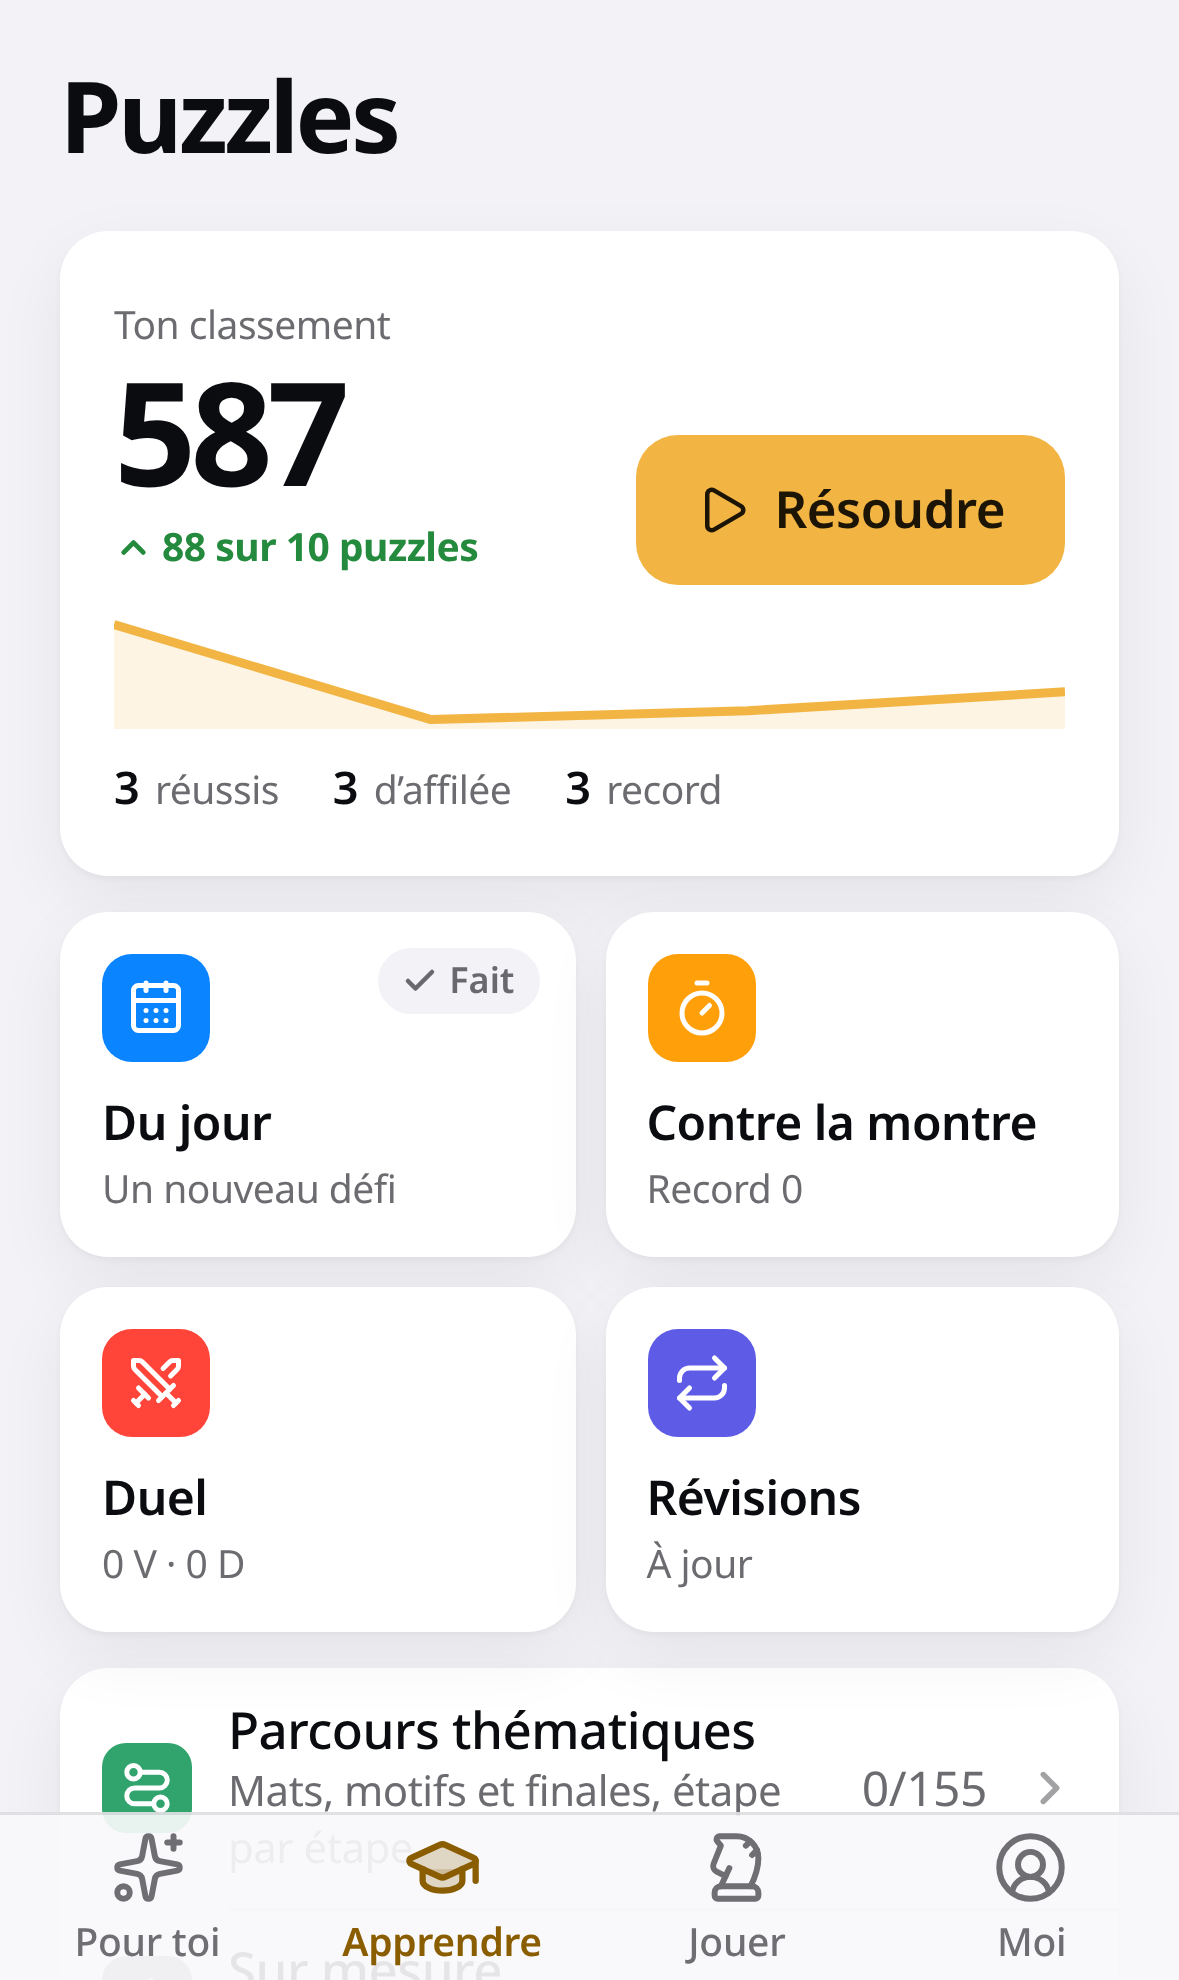 Puzzles
Ton classement
587
88 sur 10 puzzles
Résoudre
3 réussis 3 d’affilée 3 record
Fait
Du jour
Un nouveau défi
Contre la montre
Record 0
Duel
0 V · 0 D
Révisions
À jour
Parcours thématiques
Mats, motifs et finales, étape
par étape
0/155
Sur mesure
Pour toi
Apprendre
Jouer
Moi